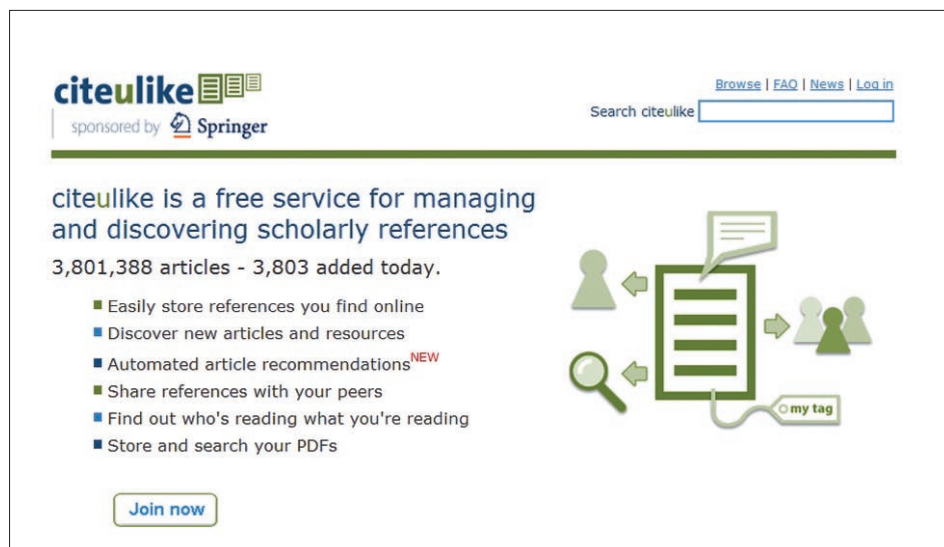 citeulike
sponsored by Springer
Browse | FAQ | News | Log in
Search citeulike
citeulike is a free service for managing
and discovering scholarly references
3,801,388 articles - 3,803 added today.
Easily store references you find online
Discover new articles and resources
Automated article recommendations NEW
Share references with your peers
Find out who's reading what you're reading
Store and search your PDFs
my tag
Join now